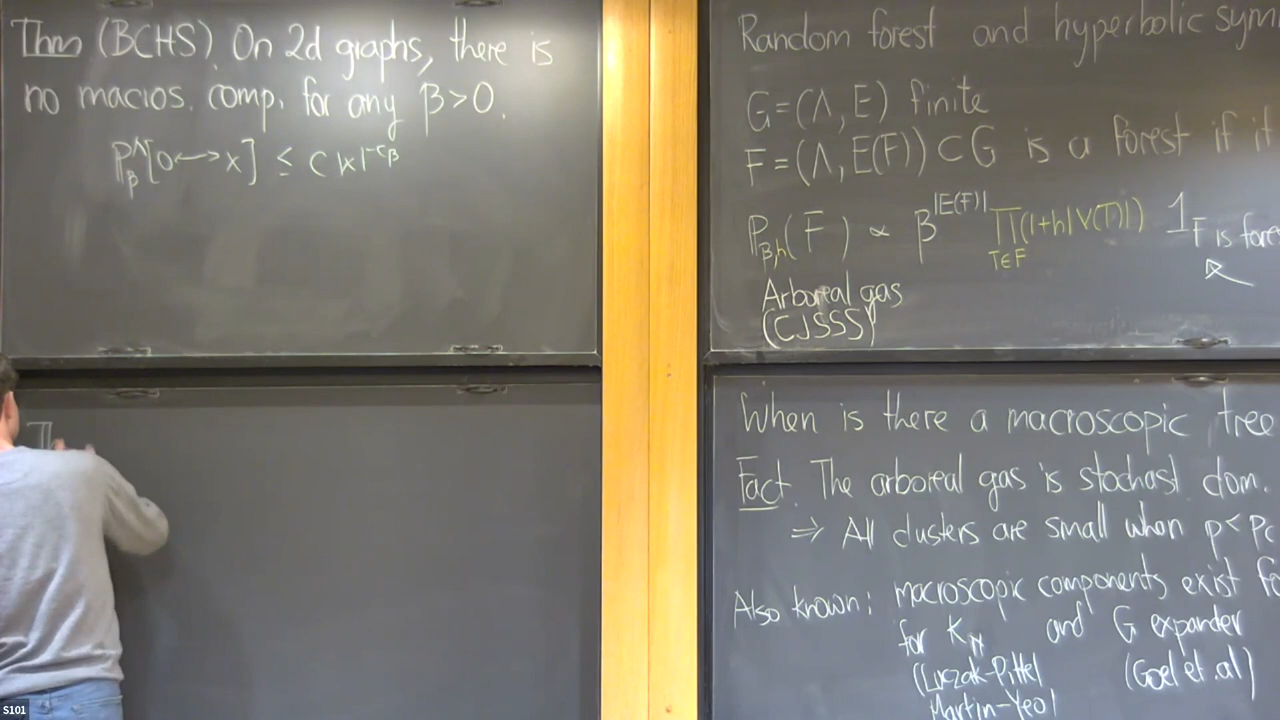 Thm (BCHS). On 2d graphs, there is
no macros. comp. for any β>0.
P_β^Λ[0↔x] ≤ C|x|^{-c_β}
Th
Random forest and hyperbolic sym
G=(Λ,E) finite
F=(Λ,E(F))⊂G is a forest if it
P_{β,h}(F) ∝ β^{|E(F)|} ∏_{T∈F}(1+h|V(T)|) 1_{F is fore
Arboreal gas
(CJSSS)
When is there a macroscopic tree
Fact. The arboreal gas is stochast dom.
⇒ All clusters are small when p<p_c
Also known: macroscopic components exist fo
for K_N and G expander
(Luczak-Pittel (Goel et.al)
Martin-Yeo)
S101